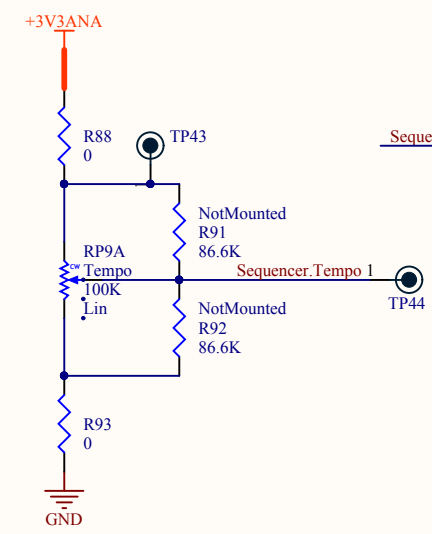 +3V3ANA
R88
0
TP43
Seque
NotMounted
R91
86.6K
RP9A
cw
Tempo
100K
Lin
Sequencer.Tempo 1
TP44
NotMounted
R92
86.6K
R93
0
GND